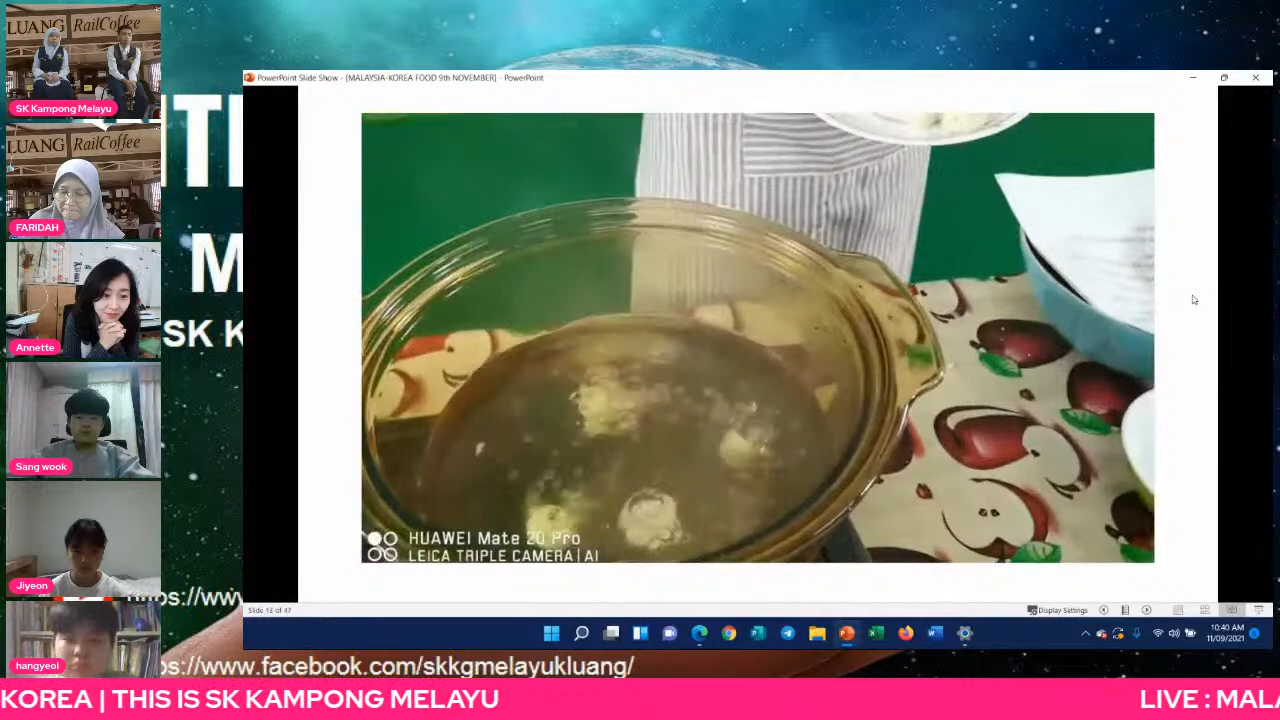 LUANG RailCoffee
SK Kampong Melayu
LUANG RailCoffee
FARIDAH
Annette
Sang wook
Jiyeon
hangyeol
M
SK K
PowerPoint Slide Show - [MALAYSIA-KOREA FOOD 9th NOVEMBER] - PowerPoint
HUAWEI Mate 20 Pro
LEICA TRIPLE CAMERA | AI
Slide 13 of 47
Display Settings
10:40 AM
11/09/2021
https://www.facebook.com/skkgmelayukluang/
KOREA | THIS IS SK KAMPONG MELAYU
LIVE : MALA